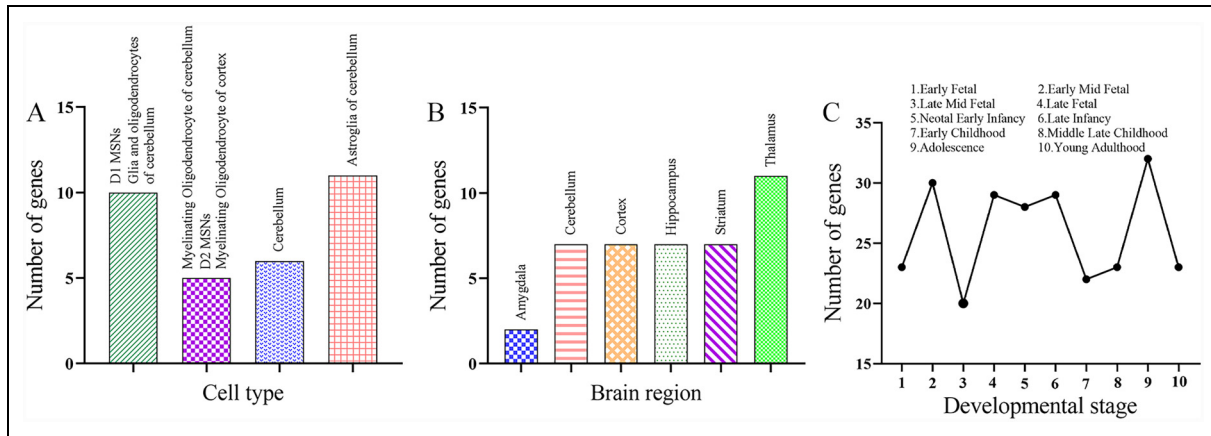 A
Number of genes
15
10
5
0
D1 MSNs
Glia and oligodendrocytes
of cerebellum
Myelinating Oligodendrocyte of cerebellum
D2 MSNs
Myelinating Oligodendrocyte of cortex
Cerebellum
Astroglia of cerebellum
Cell type
B
Number of genes
15
10
5
0
Amygdala
Cerebellum
Cortex
Hippocampus
Striatum
Thalamus
Brain region
C
1.Early Fetal 2.Early Mid Fetal
3.Late Mid Fetal 4.Late Fetal
5.Neotal Early Infancy 6.Late Infancy
7.Early Childhood 8.Middle Late Childhood
9.Adolescence 10.Young Adulthood
Number of genes
35
30
25
20
15
1 2 3 4 5 6 7 8 9 10
Developmental stage